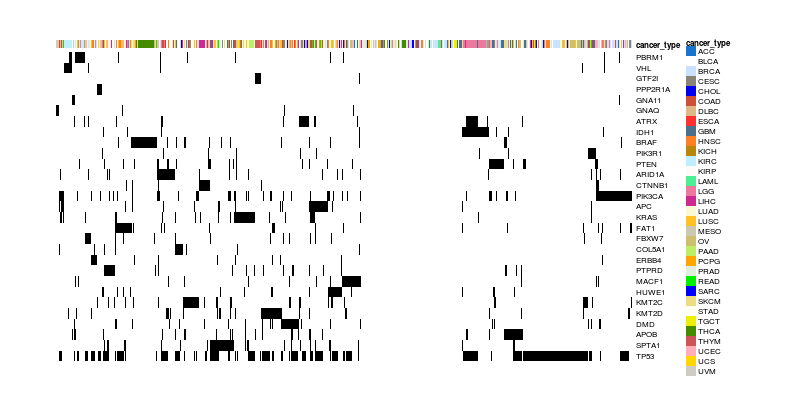 cancer_type
PBRM1
VHL
GTF2I
PPP2R1A
GNA11
GNAQ
ATRX
IDH1
BRAF
PIK3R1
PTEN
ARID1A
CTNNB1
PIK3CA
APC
KRAS
FAT1
FBXW7
COL5A1
ERBB4
PTPRD
MACF1
HUWE1
KMT2C
KMT2D
DMD
APOB
SPTA1
TP53
cancer_type
ACC
BLCA
BRCA
CESC
CHOL
COAD
DLBC
ESCA
GBM
HNSC
KICH
KIRC
KIRP
LAML
LGG
LIHC
LUAD
LUSC
MESO
OV
PAAD
PCPG
PRAD
READ
SARC
SKCM
STAD
TGCT
THCA
THYM
UCEC
UCS
UVM